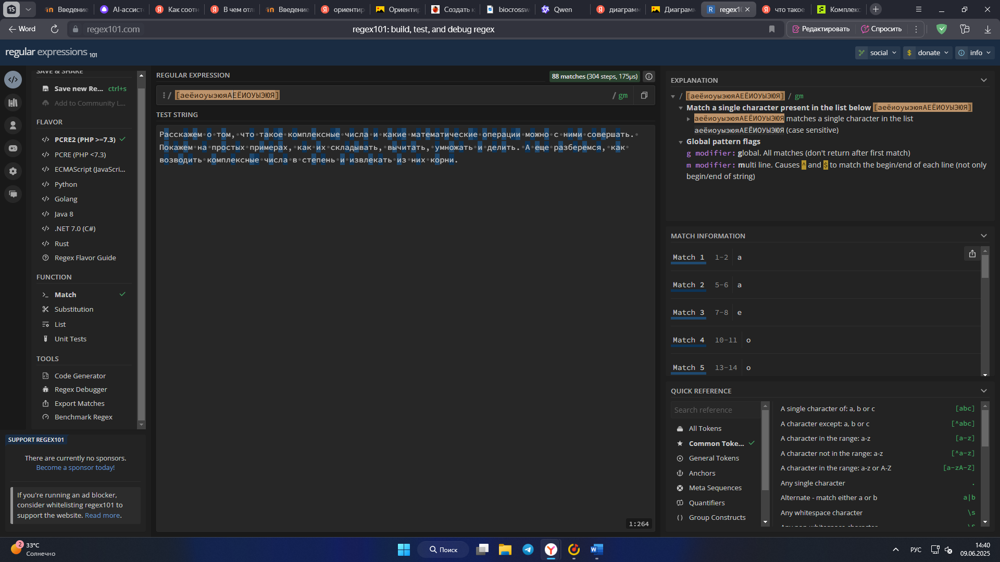 15
Введение
AI-ассист
Как соотн
В чем отл
Введение
ориентир
Ориентир
Создать к
biocrossw
Qwen
диаграмм
Диаграмм
regex10
что такое
Комплекс
Word
regex101.com
regex101: build, test, and debug regex
Редактировать
Спросить
regular expressions 101
social
$ donate
info
SAVE & SHARE
Save new Re... ctrl+s
Add to Community L...
FLAVOR
PCRE2 (PHP >=7.3)
PCRE (PHP <7.3)
ECMAScript (JavaScri...
Python
Golang
Java 8
.NET 7.0 (C#)
Rust
Regex Flavor Guide
FUNCTION
Match
Substitution
List
Unit Tests
TOOLS
Code Generator
Regex Debugger
Export Matches
Benchmark Regex
SUPPORT REGEX101
There are currently no sponsors.
Become a sponsor today!
If you're running an ad blocker,
consider whitelisting regex101 to
support the website. Read more.
REGULAR EXPRESSION
88 matches (304 steps, 175μs)
/ [аеёиоуыэюяАЕЁИОУЫЭЮЯ] / gm
TEST STRING
Расскажем о том, что такое комплексные числа и какие математические операции можно с ними совершать.
Покажем на простых примерах, как их складывать, вычитать, умножать и делить. А еще разберемся, как
возводить комплексные числа в степень и извлекать из них корни.
1:264
EXPLANATION
/ [аеёиоуыэюяАЕЁИОУЫЭЮЯ] / gm
Match a single character present in the list below [аеёиоуыэюяАЕЁИОУЫЭЮЯ]
аеёиоуыэюяАЕЁИОУЫЭЮЯ matches a single character in the list
аеёиоуыэюяАЕЁИОУЫЭЮЯ (case sensitive)
Global pattern flags
g modifier: global. All matches (don't return after first match)
m modifier: multi line. Causes ^ and $ to match the begin/end of each line (not only
begin/end of string)
MATCH INFORMATION
Match 1 1-2 а
Match 2 5-6 а
Match 3 7-8 е
Match 4 10-11 о
Match 5 13-14 о
QUICK REFERENCE
Search reference
All Tokens
Common Toke...
General Tokens
Anchors
Meta Sequences
Quantifiers
Group Constructs
A single character of: a, b or c [abc]
A character except: a, b or c [^abc]
A character in the range: a-z [a-z]
A character not in the range: a-z [^a-z]
A character in the range: a-z or A-Z [a-zA-Z]
Any single character .
Alternate - match either a or b a|b
Any whitespace character \s
Any non-whitespace character \S
2
33°C
Солнечно
Поиск
РУС
14:40
09.06.2025